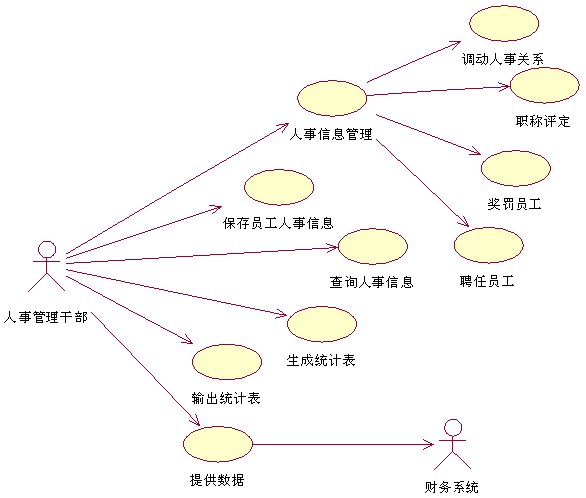 调动人事关系
职称评定
人事信息管理
奖罚员工
保存员工人事信息
查询人事信息
聘任员工
人事管理干部
生成统计表
输出统计表
提供数据
财务系统